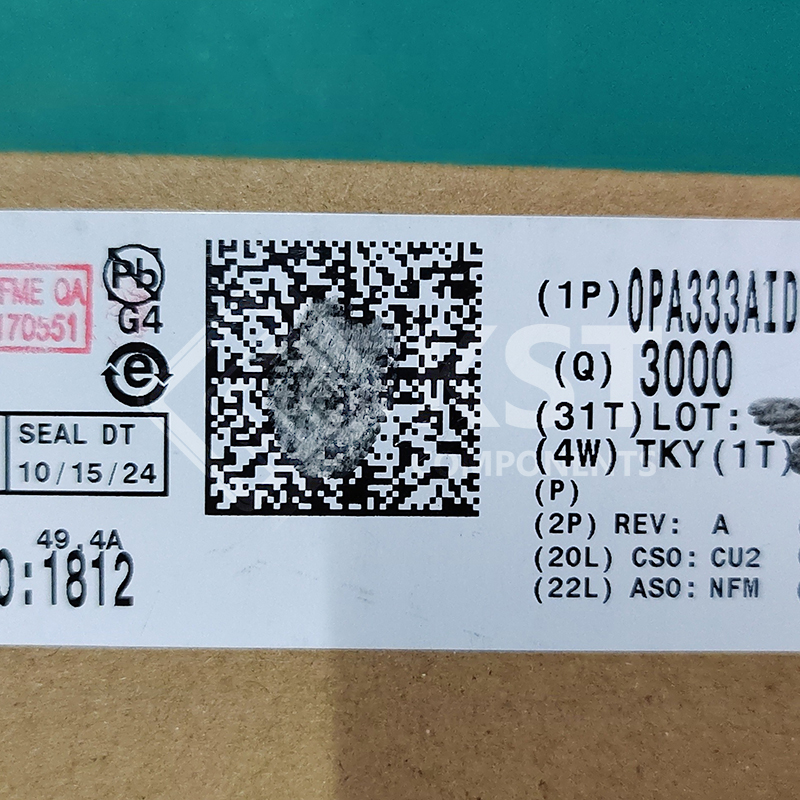 FME QA
170551
Pb
G4
e
SEAL DT
10/15/24
49.4A
O:1812
(1P) OPA333AID
(Q) 3000
(31T) LOT:
(4W) TKY (1T)
(P)
(2P) REV: A
(20L) CSO: CU2
(22L) ASO: NFM
XST
COMPONENTS